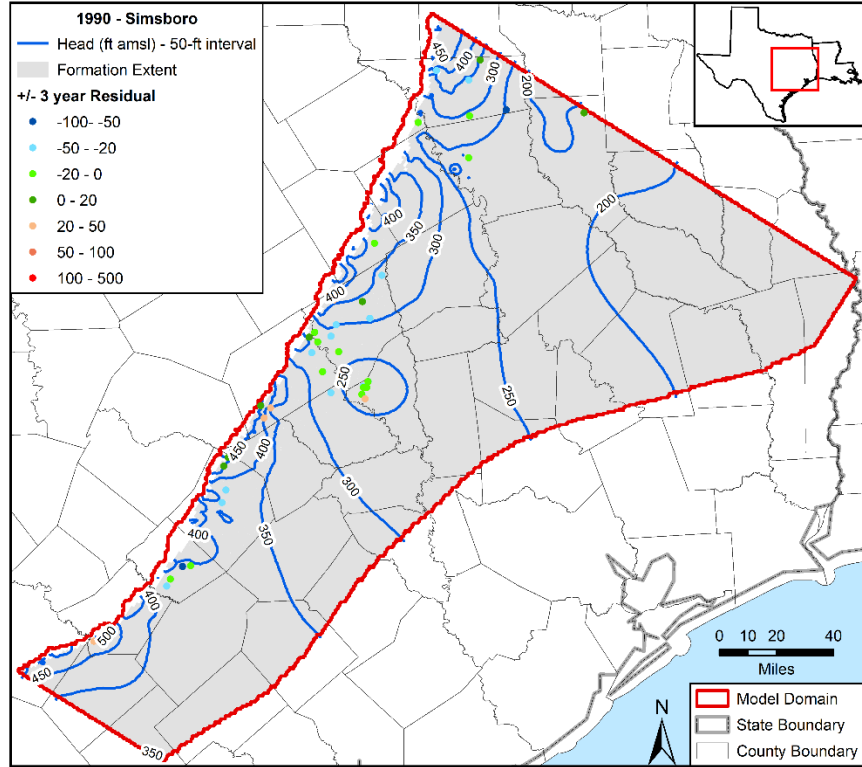 1990 - Simsboro
Head (ft amsl) - 50-ft interval
Formation Extent
+/- 3 year Residual
-100- -50
-50 - -20
-20 - 0
0 - 20
20 - 50
50 - 100
100 - 500
450
400
300
200
200
400
350
300
400
250
450
400
250
300
350
400
400
500
450
350
0 10 20 40
Miles
N
Model Domain
State Boundary
County Boundary